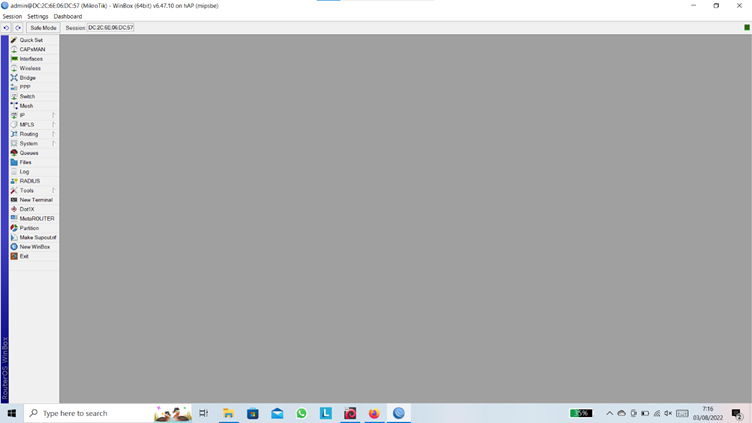 admin@DC:2C:6E:06:DC:57 (MikroTik) - WinBox (64bit) v6.47.10 on hAP (mipsbe)
Session Settings Dashboard
Safe Mode Session: DC:2C:6E:06:DC:57
Quick Set
CAPsMAN
Interfaces
Wireless
Bridge
PPP
Switch
Mesh
IP
MPLS
Routing
System
Queues
Files
Log
RADIUS
Tools
New Terminal
Dot1X
MetaROUTER
Partition
Make Supout.rif
New WinBox
Exit
RouterOS WinBox
Type here to search
35%
7:16
03/08/2022
2